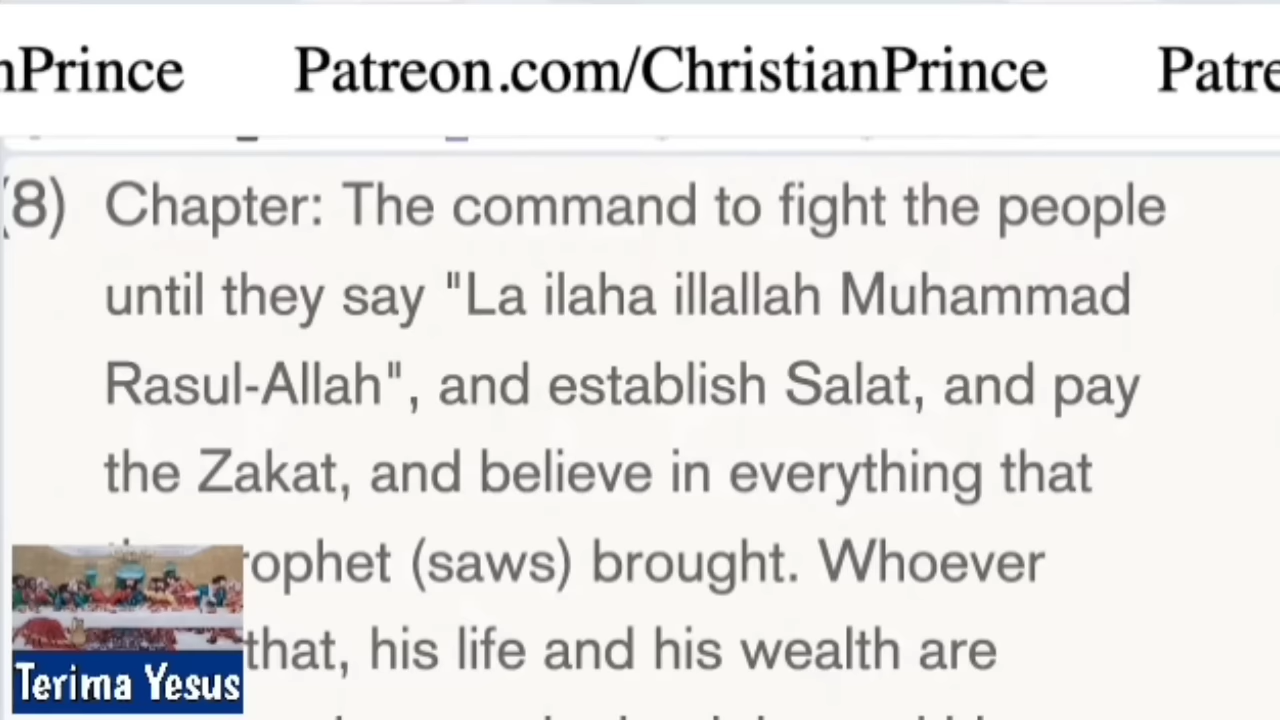 nPrince Patreon.com/ChristianPrince Patre
(8) Chapter: The command to fight the people
until they say "La ilaha illallah Muhammad
Rasul-Allah", and establish Salat, and pay
the Zakat, and believe in everything that
rophet (saws) brought. Whoever
that, his life and his wealth are
Terima Yesus